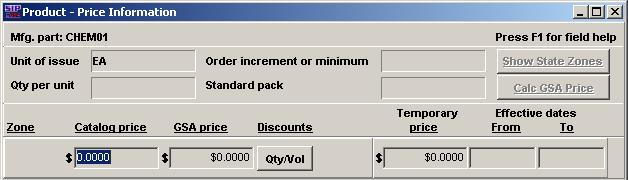 SIP Product - Price Information
Mfg. part: CHEM01 Press F1 for field help
Unit of issue EA Order increment or minimum Show State Zones
Qty per unit Standard pack Calc GSA Price
Temporary Effective dates
Zone Catalog price GSA price Discounts price From To
$ 0.0000 $ $0.0000 Qty/Vol $ $0.0000